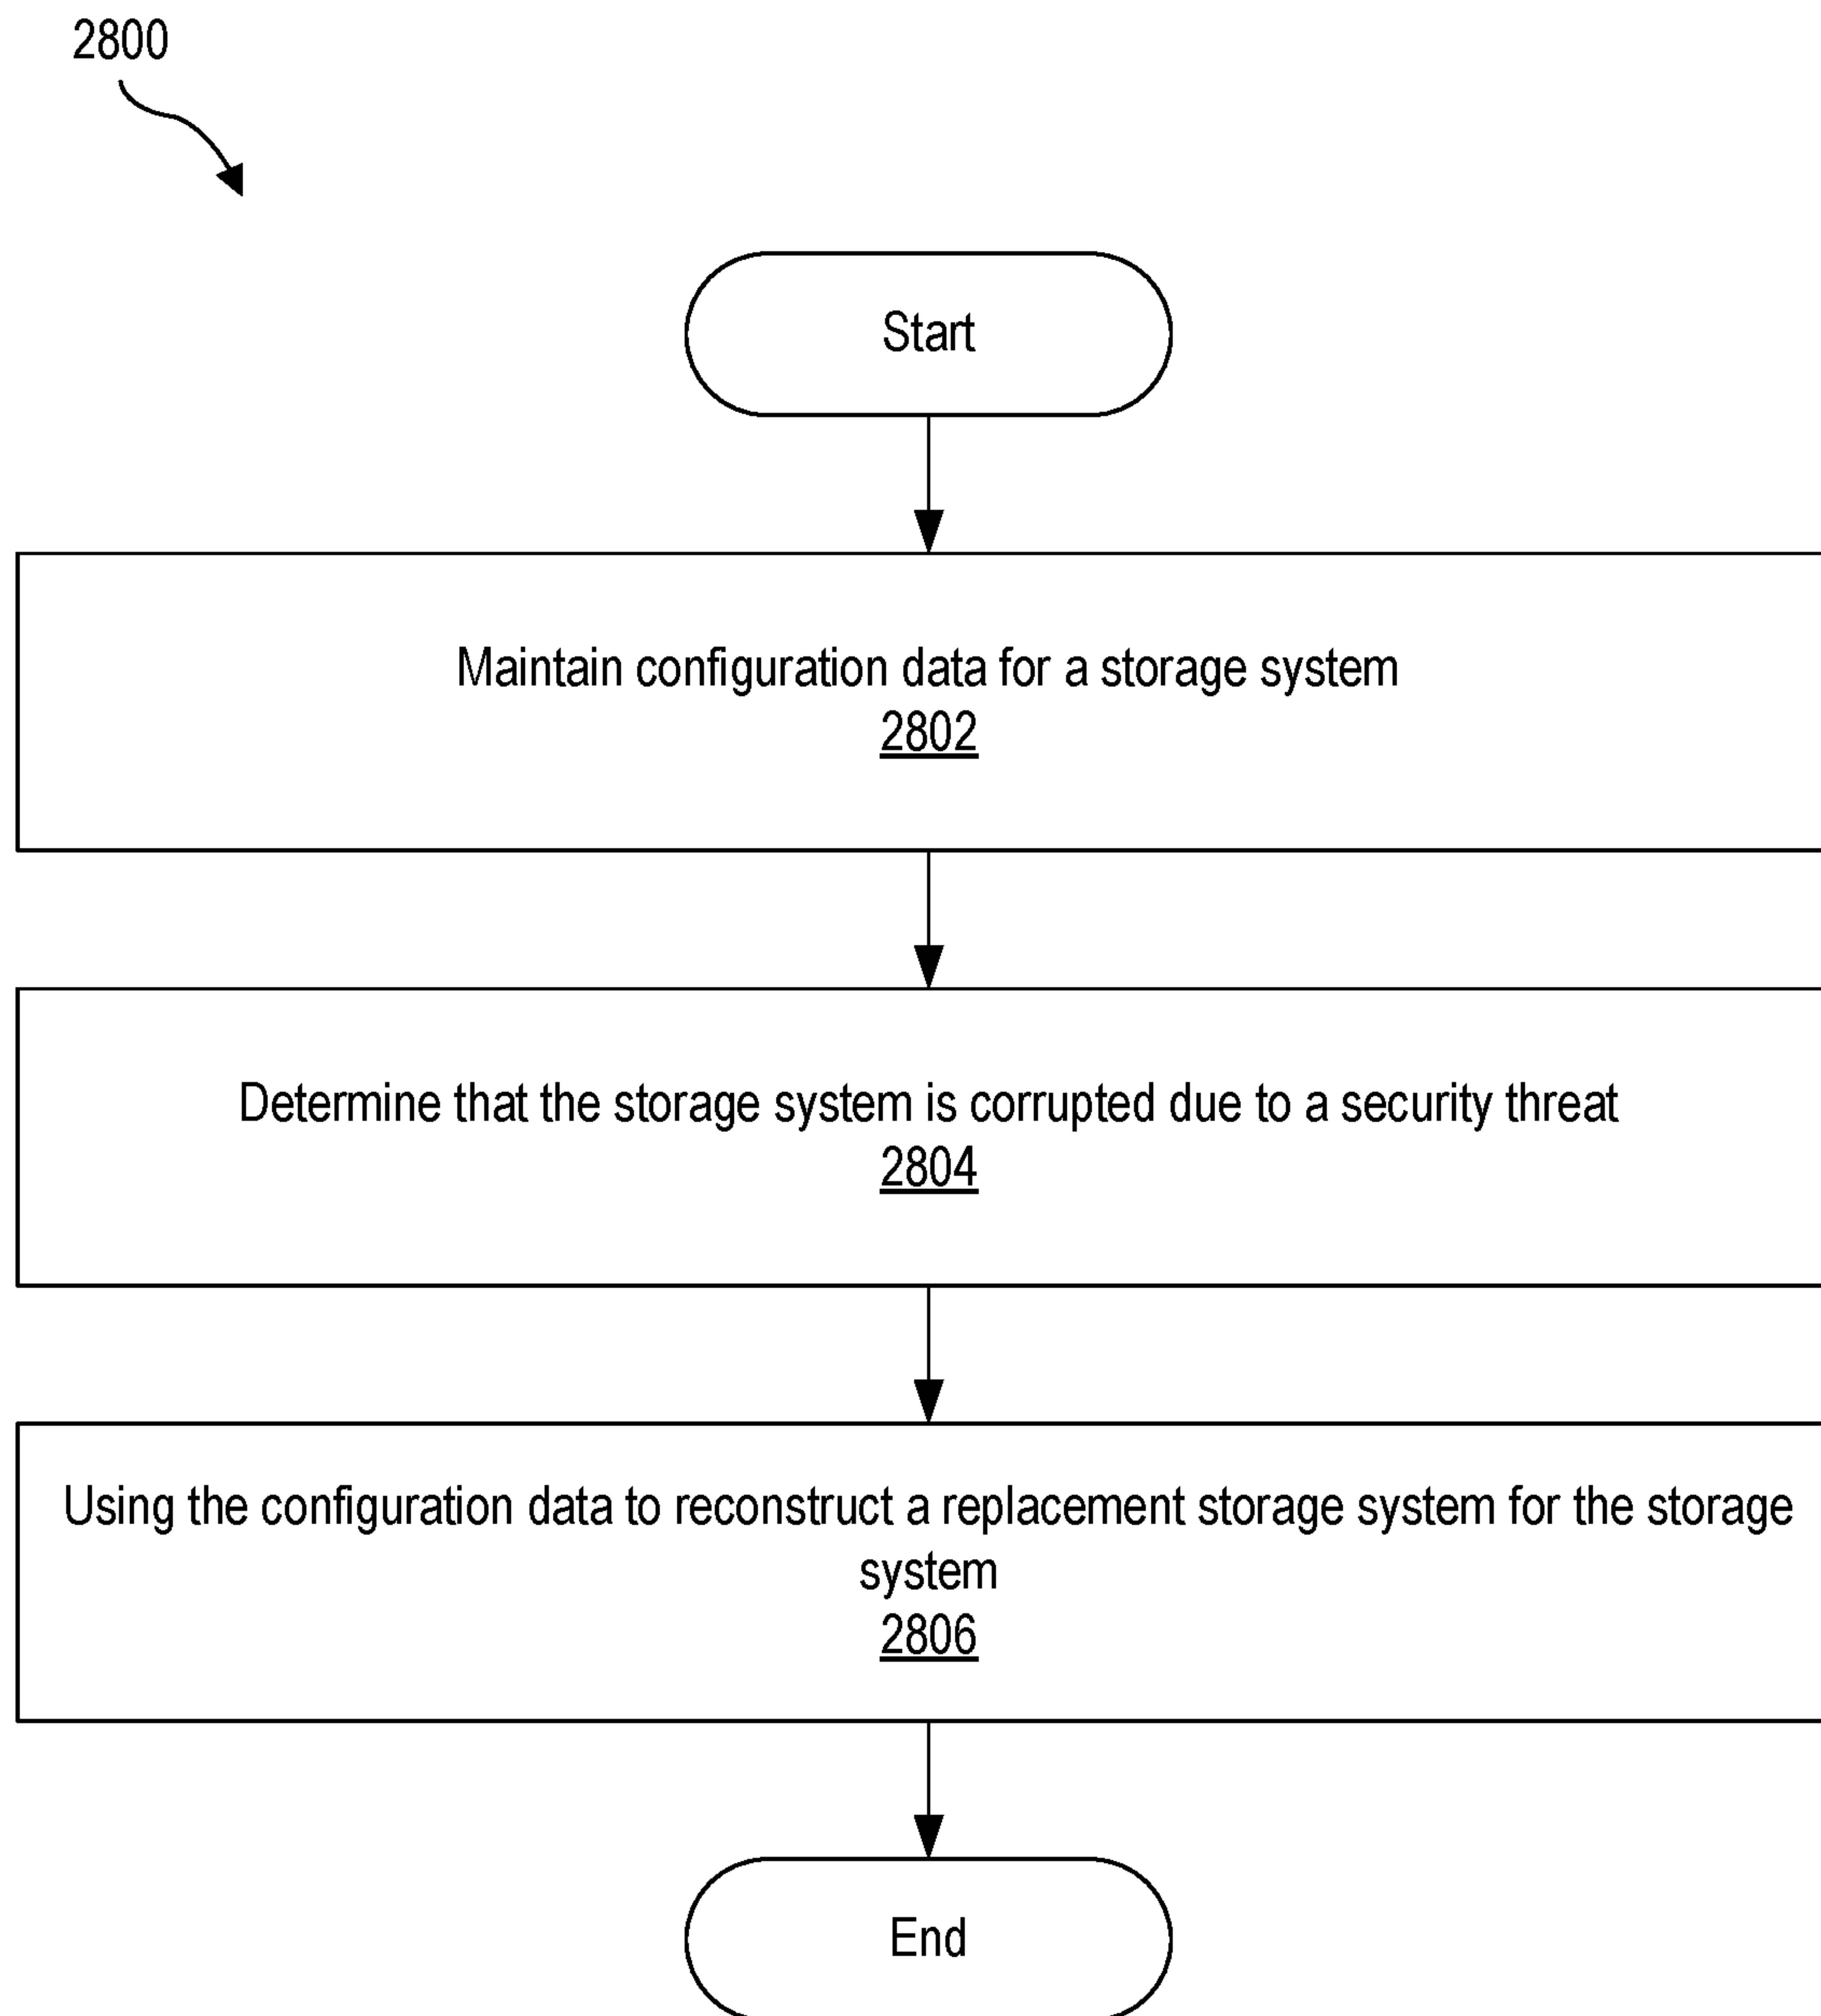 2800
Start
Maintain configuration data for a storage system
2802
Determine that the storage system is corrupted due to a security threat
2804
Using the configuration data to reconstruct a replacement storage system for the storage
system
2806
End